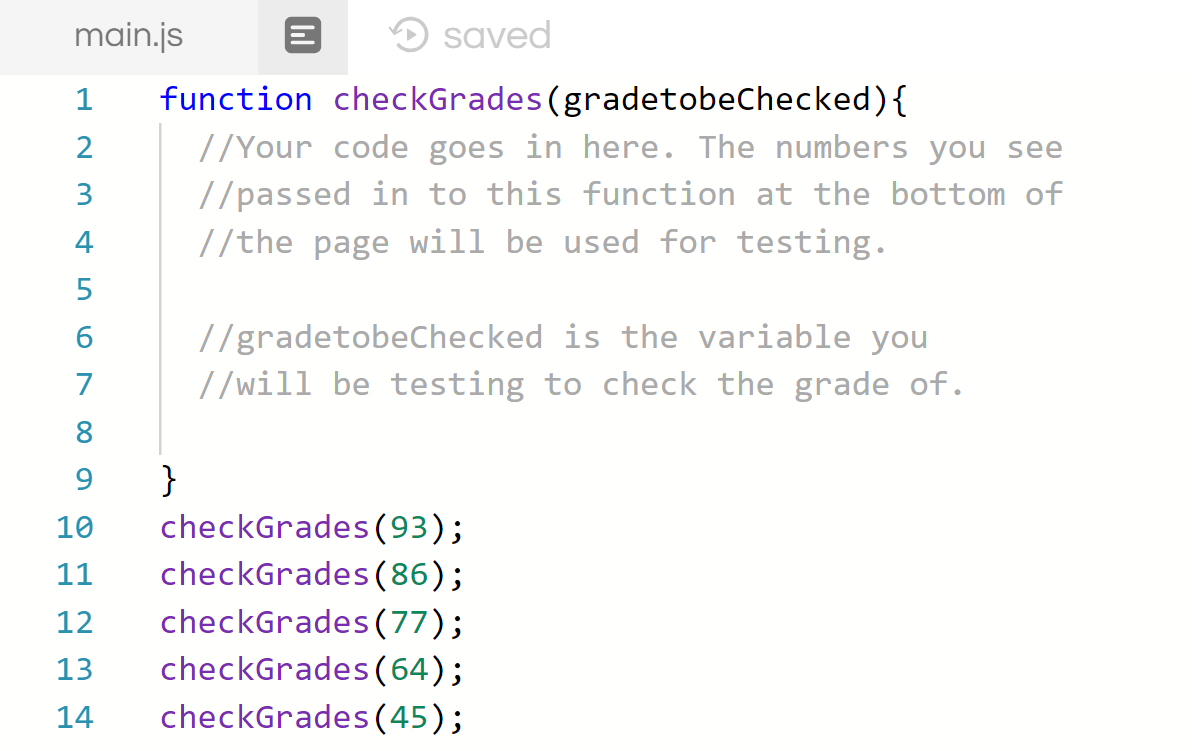 main.js saved
1 function checkGrades(gradetobeChecked){
2 //Your code goes in here. The numbers you see
3 //passed in to this function at the bottom of
4 //the page will be used for testing.
5
6 //gradetobeChecked is the variable you
7 //will be testing to check the grade of.
8
9 }
10 checkGrades(93);
11 checkGrades(86);
12 checkGrades(77);
13 checkGrades(64);
14 checkGrades(45);